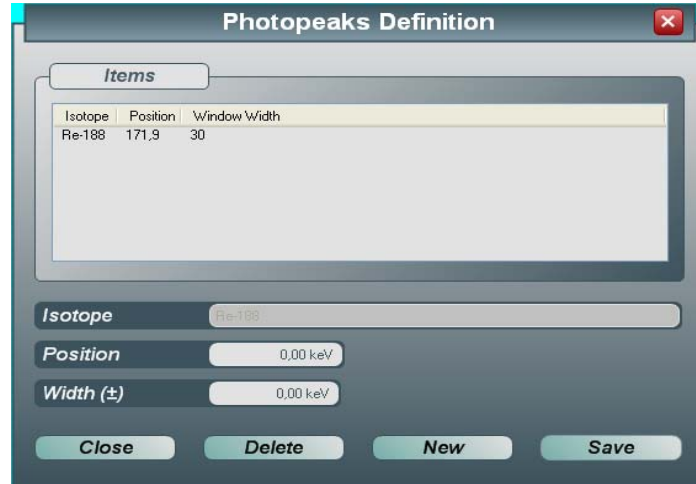 Photopeaks Definition
Items
Isotope Position Window Width
Re-188 171,9 30
Isotope Re-188
Position 0,00 keV
Width (±) 0,00 keV
Close Delete New Save